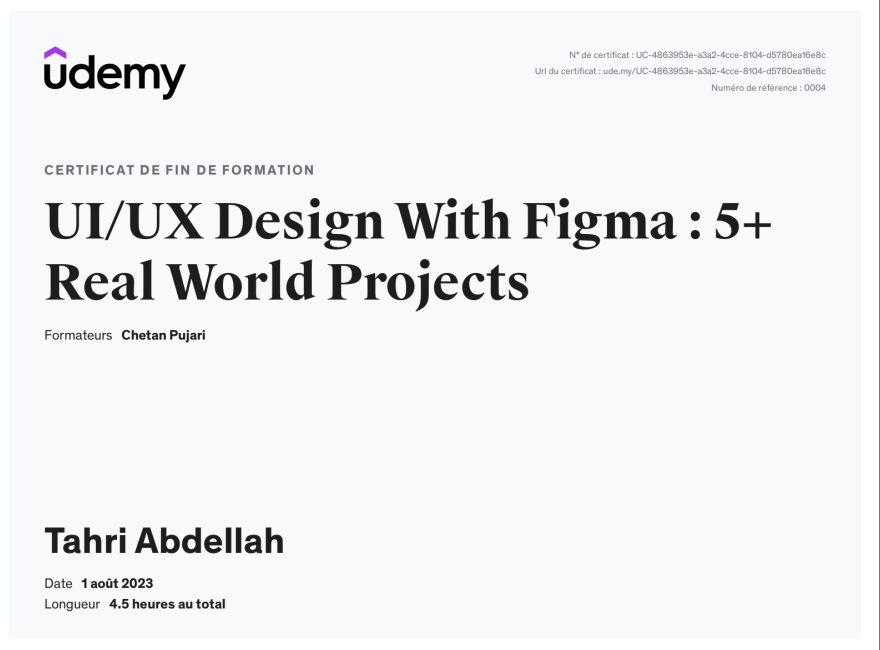 udemy
N° de certificat : UC-4863953e-a3a2-4cce-8104-d5780ea16e8c
Url du certificat : ude.my/UC-4863953e-a3a2-4cce-8104-d5780ea16e8c
Numéro de référence : 0004
CERTIFICAT DE FIN DE FORMATION
UI/UX Design With Figma : 5+
Real World Projects
Formateurs Chetan Pujari
Tahri Abdellah
Date 1 août 2023
Longueur 4.5 heures au total